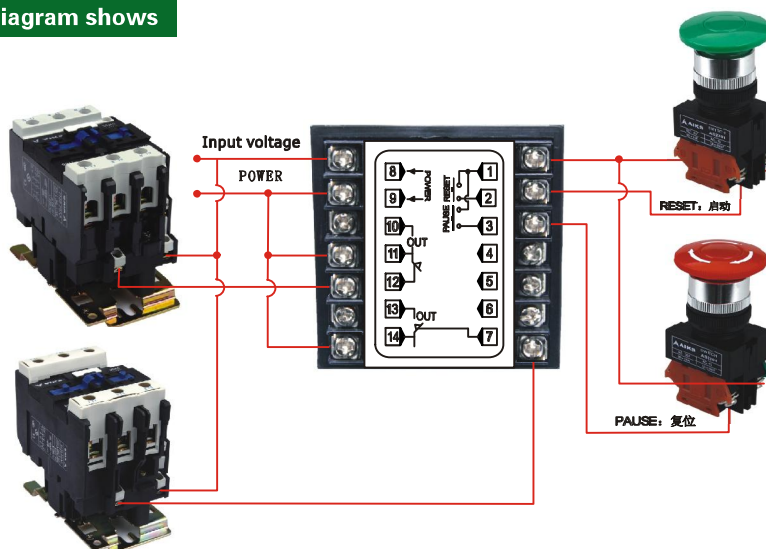 iagram shows
Input voltage
POWER
8
9
10
11
12
13
14
POWER
OUT
OUT
PAUSE RESET
1
2
3
4
5
6
7
RESET: 启动
PAUSE: 复位